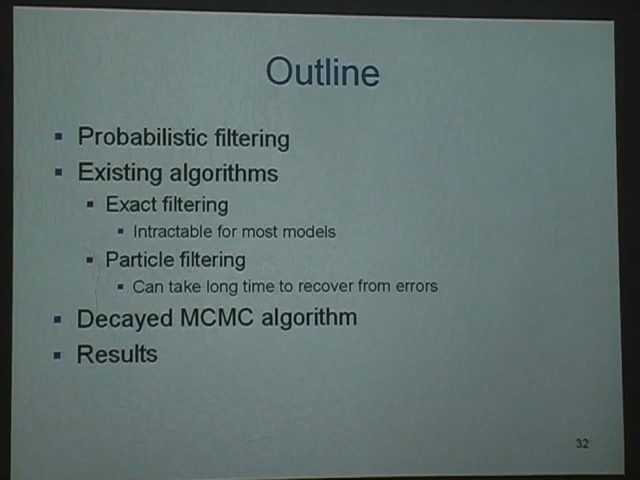 Outline
Probabilistic filtering
Existing algorithms
Exact filtering
Intractable for most models
Particle filtering
Can take long time to recover from errors
Decayed MCMC algorithm
Results
32